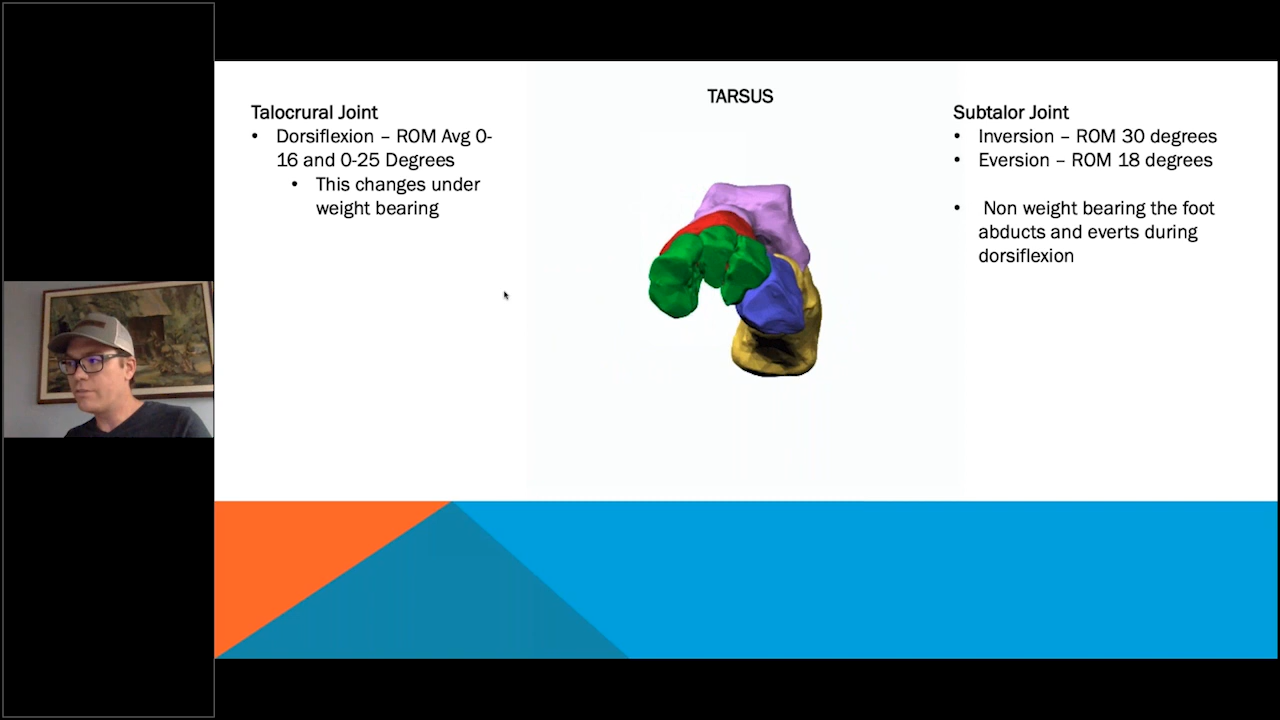 TARSUS
Talocrural Joint
• Dorsiflexion – ROM Avg 0-
16 and 0-25 Degrees
• This changes under
weight bearing
Subtalor Joint
• Inversion – ROM 30 degrees
• Eversion – ROM 18 degrees
• Non weight bearing the foot
abducts and everts during
dorsiflexion